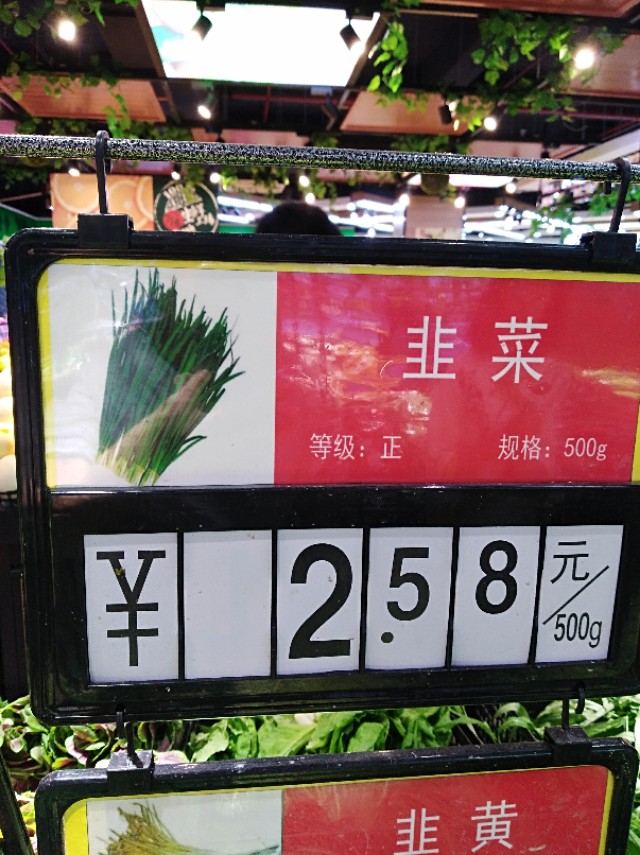 韭菜
等级：正 规格：500g
¥ 2.58 元/500g
韭黄